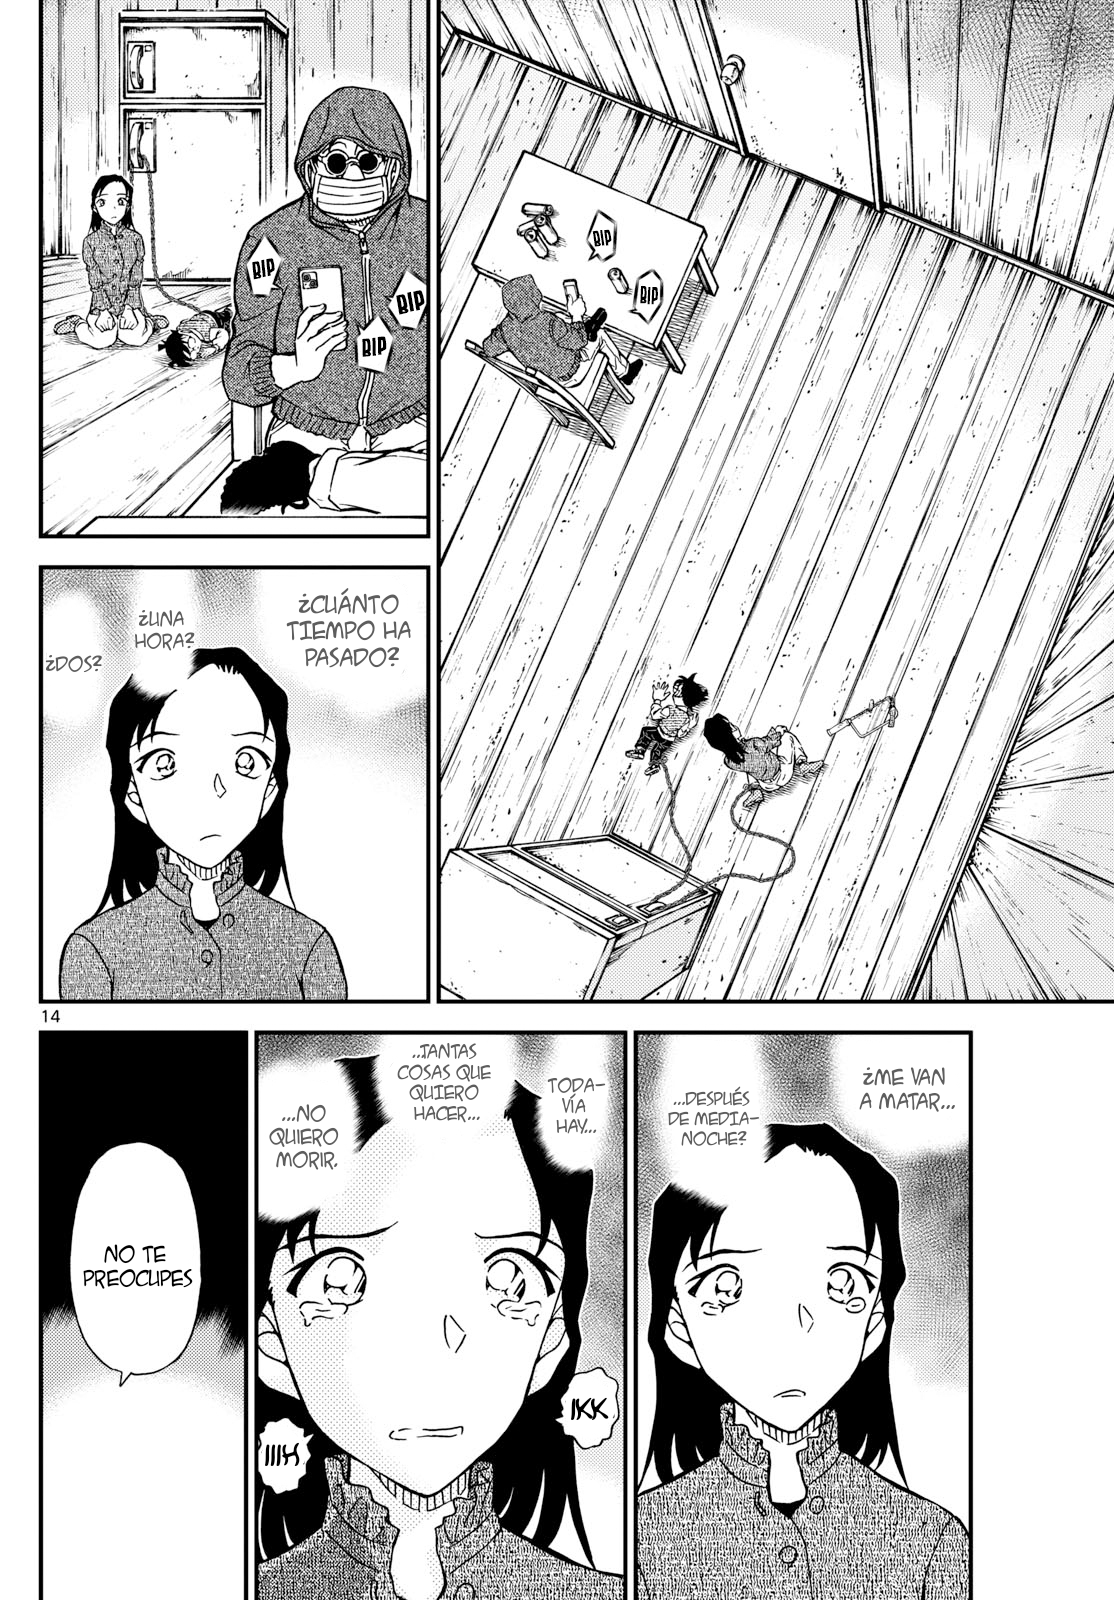 BIP
BIP
BIP
BIP
BIP
¿CUÁNTO
TIEMPO HA
PASADO?
¿UNA
HORA?
¿DOS?
14
¿ME VAN
A MATAR...
...DESPUÉS
DE MEDIA-
NOCHE?
TODA-
VÍA
HAY...
...TANTAS
COSAS QUE
QUIERO
HACER...
...NO
QUIERO
MORIR.
IKK
IIIH
NO TE
PREOCUPES